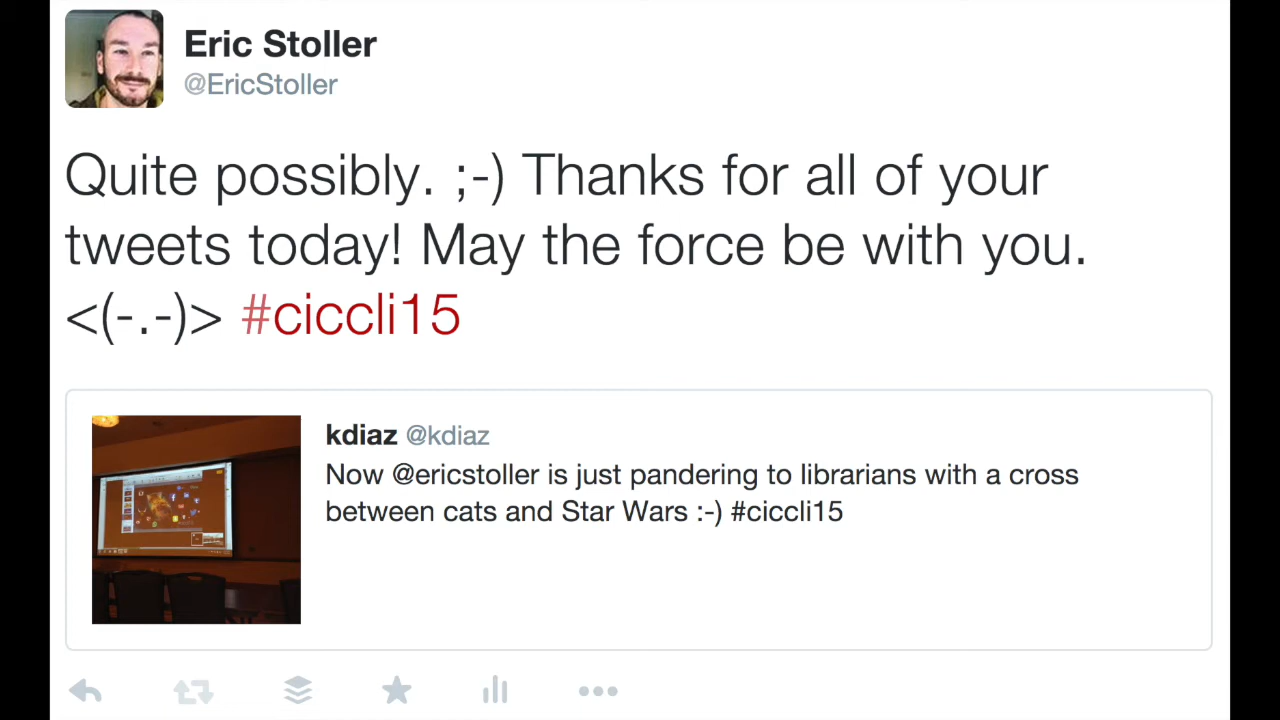 Eric Stoller
@EricStoller
Quite possibly. ;-) Thanks for all of your
tweets today! May the force be with you.
<(-.-)> #ciccli15
kdiaz @kdiaz
Now @ericstoller is just pandering to librarians with a cross
between cats and Star Wars :-) #ciccli15